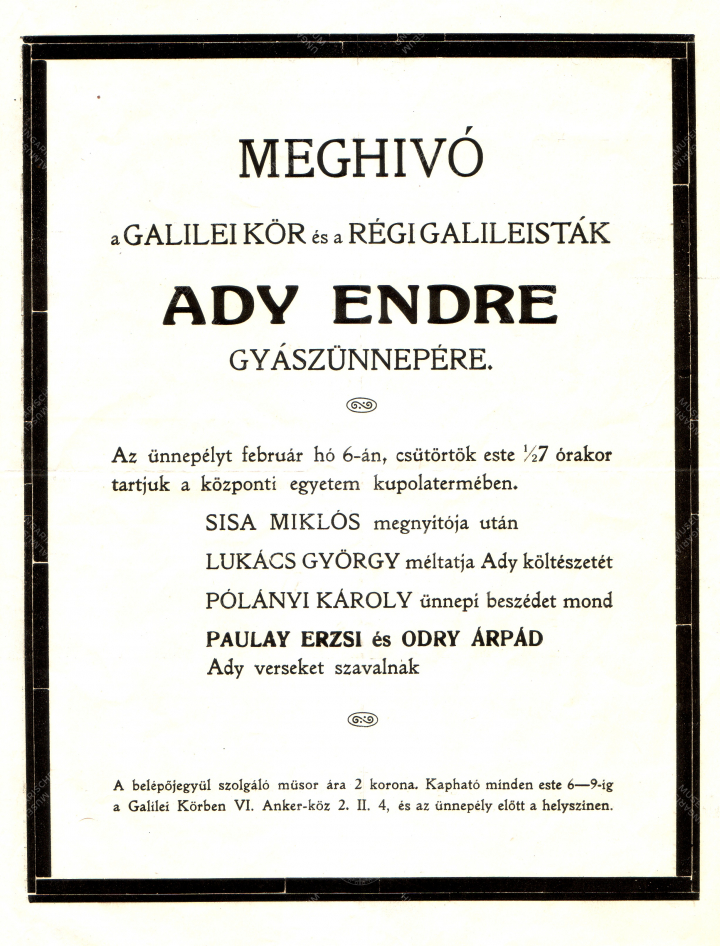 MEGHIVÓ
a GALILEI KÖR és a RÉGI GALILEISTÁK
ADY ENDRE
GYÁSZÜNNEPÉRE.
Az ünnepélyt február hó 6-án, csütörtök este ½7 órakor
tartjuk a központi egyetem kupolatermében.
SISA MIKLÓS megnyitója után
LUKÁCS GYÖRGY méltatja Ady költészetét
PÓLÁNYI KÁROLY ünnepi beszédet mond
PAULAY ERZSI és ODRY ÁRPÁD
Ady verseket szavalnak
A belépőjegyül szolgáló műsor ára 2 korona. Kapható minden este 6—9-ig
a Galilei Körben VI. Anker-köz 2. II. 4, és az ünnepély előtt a helyszínen.